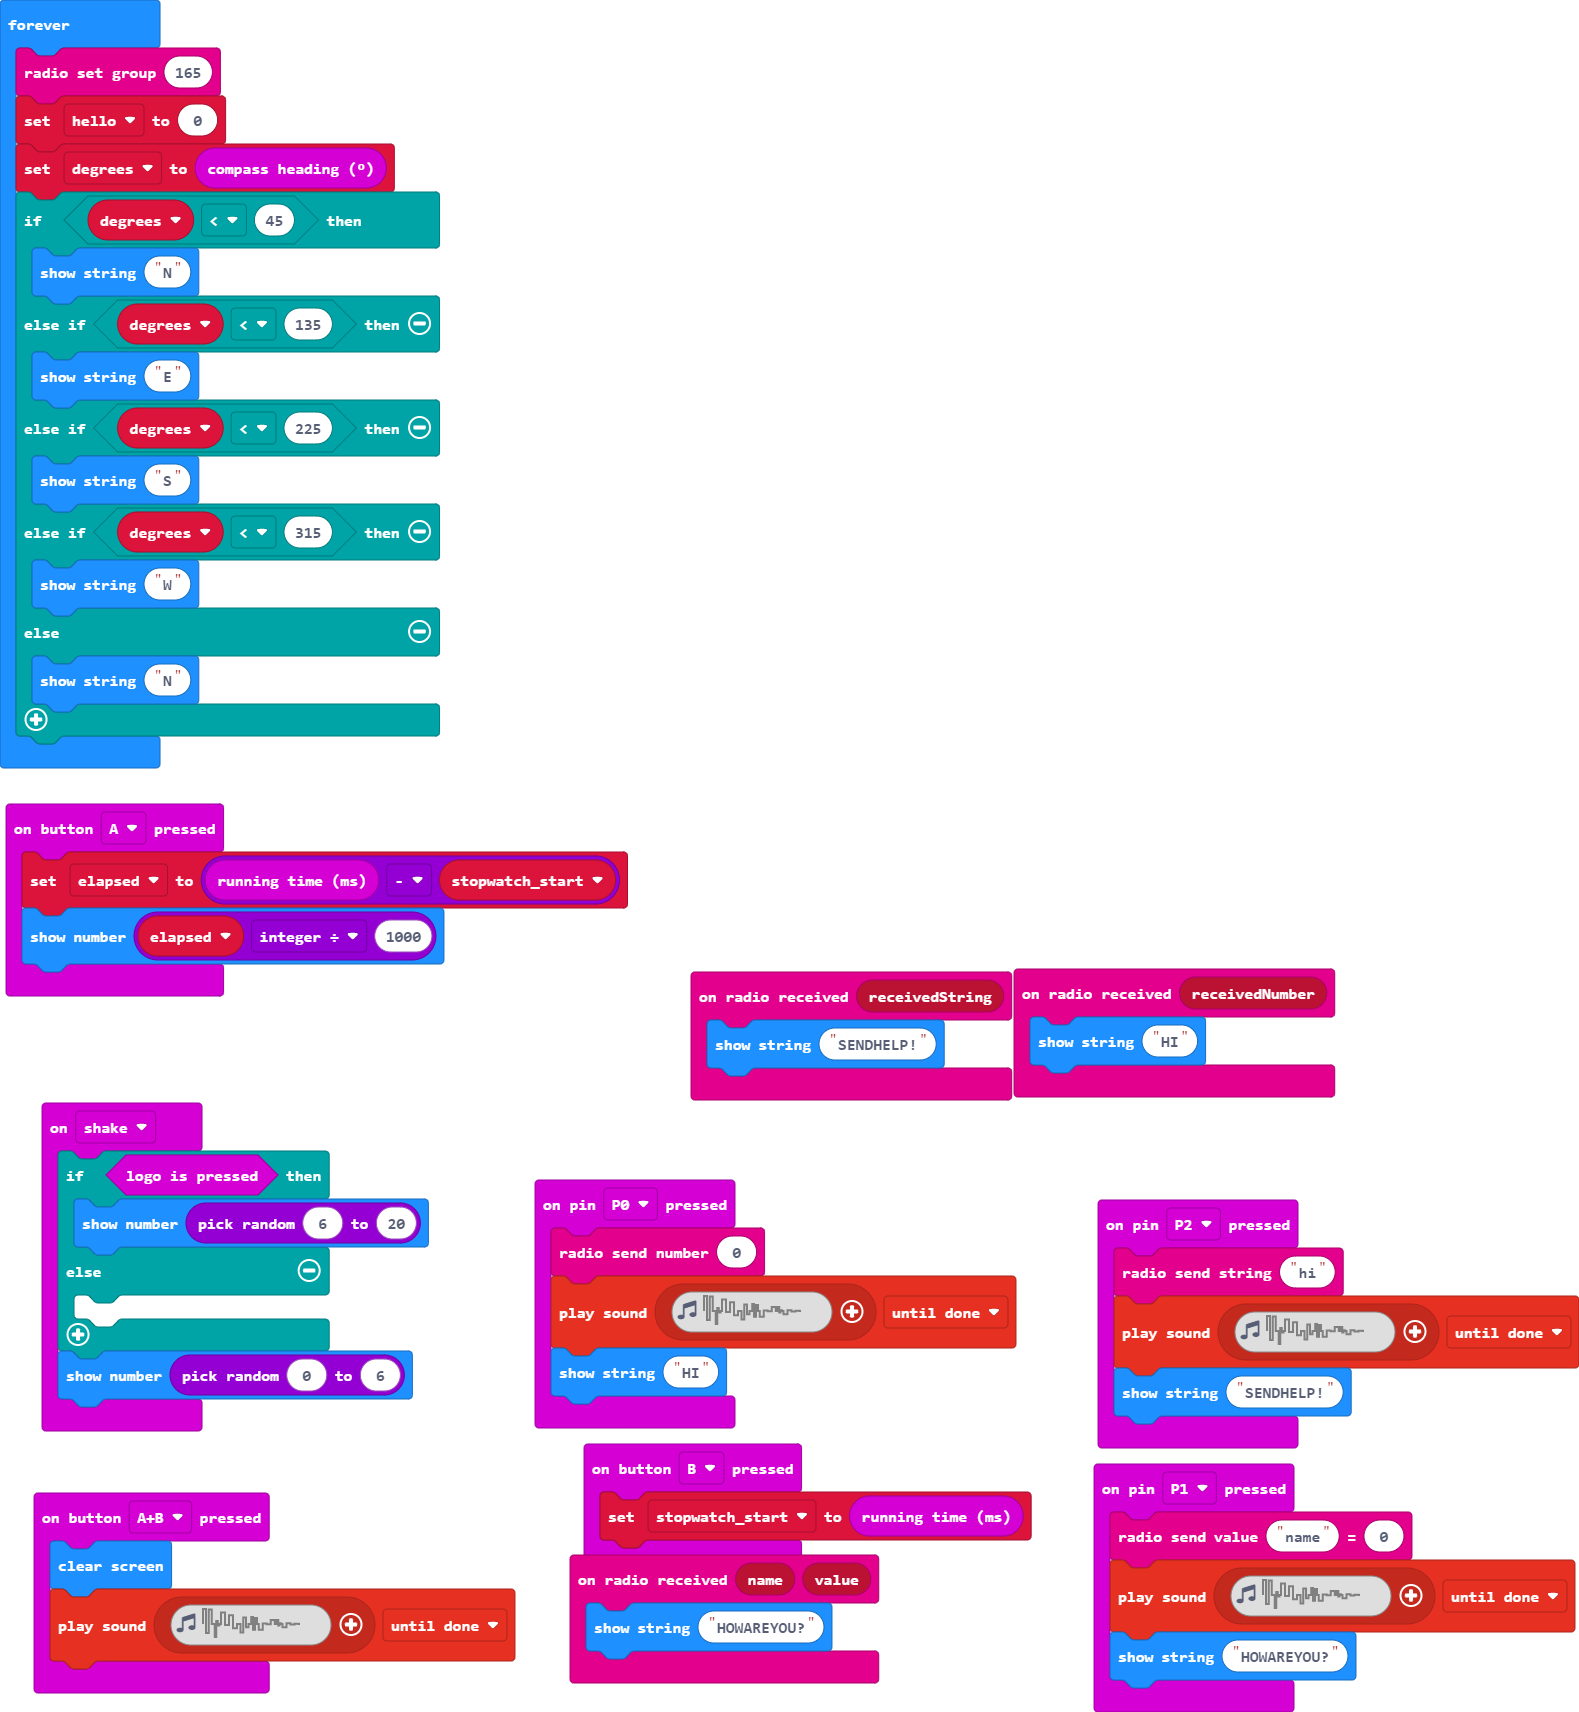 forever
radio set group 165
set hello to 0
set degrees to compass heading (°)
if degrees < 45 then
show string "N"
else if degrees < 135 then
show string "E"
else if degrees < 225 then
show string "S"
else if degrees < 315 then
show string "W"
else
show string "N"
on button A pressed
set elapsed to running time (ms) - stopwatch_start
show number elapsed integer ÷ 1000
on radio received receivedString
show string "SENDHELP!"
on radio received receivedNumber
show string "HI"
on shake
if logo is pressed then
show number pick random 6 to 20
else
show number pick random 0 to 6
on pin P0 pressed
radio send number 0
play sound until done
show string "HI"
on pin P2 pressed
radio send string "hi"
play sound until done
show string "SENDHELP!"
on button A+B pressed
clear screen
play sound until done
on button B pressed
set stopwatch_start to running time (ms)
on radio received name value
show string "HOWAREYOU?"
on pin P1 pressed
radio send value "name" = 0
play sound until done
show string "HOWAREYOU?"